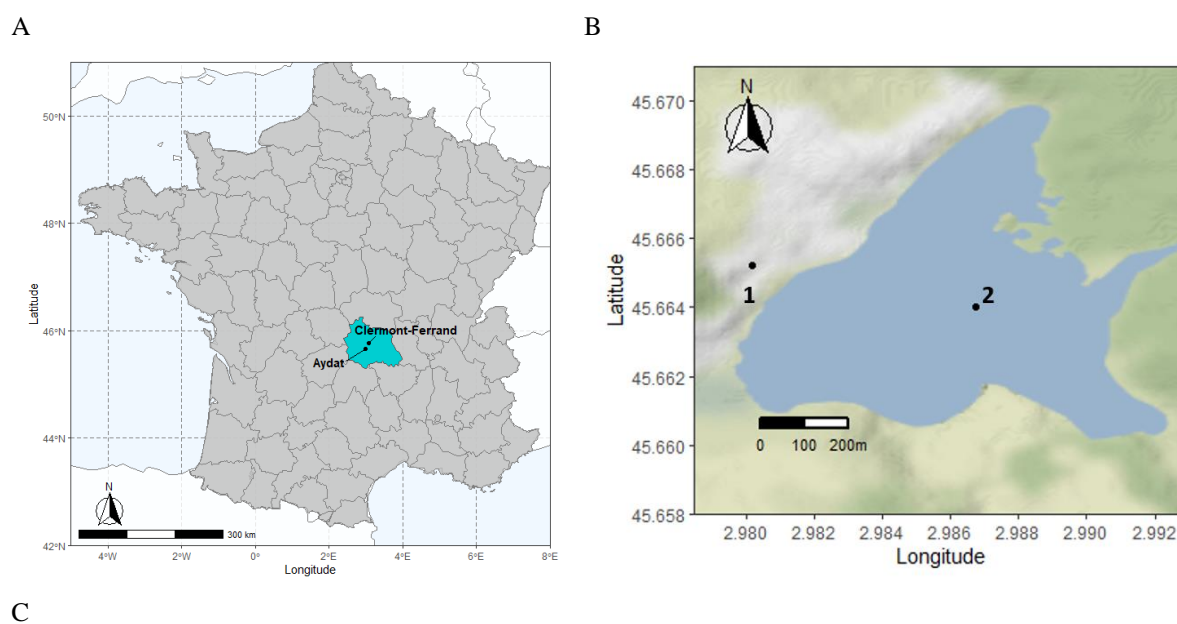 A
50°N
48°N
46°N
44°N
42°N
Latitude
Clermont-Ferrand
Aydat
N
300 km
4°W
2°W
0°
2°E
4°E
6°E
8°E
Longitude
B
45.670
45.668
45.666
45.664
45.662
45.660
45.658
Latitude
N
1
2
0
100
200m
2.980
2.982
2.984
2.986
2.988
2.990
2.992
Longitude
C